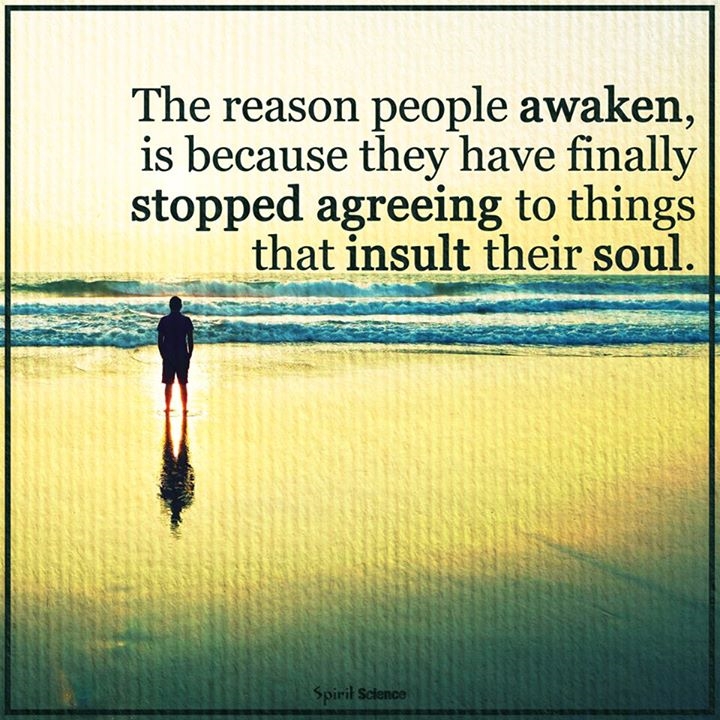 The reason people awaken,
is because they have finally
stopped agreeing to things
that insult their soul.
Spirit Science